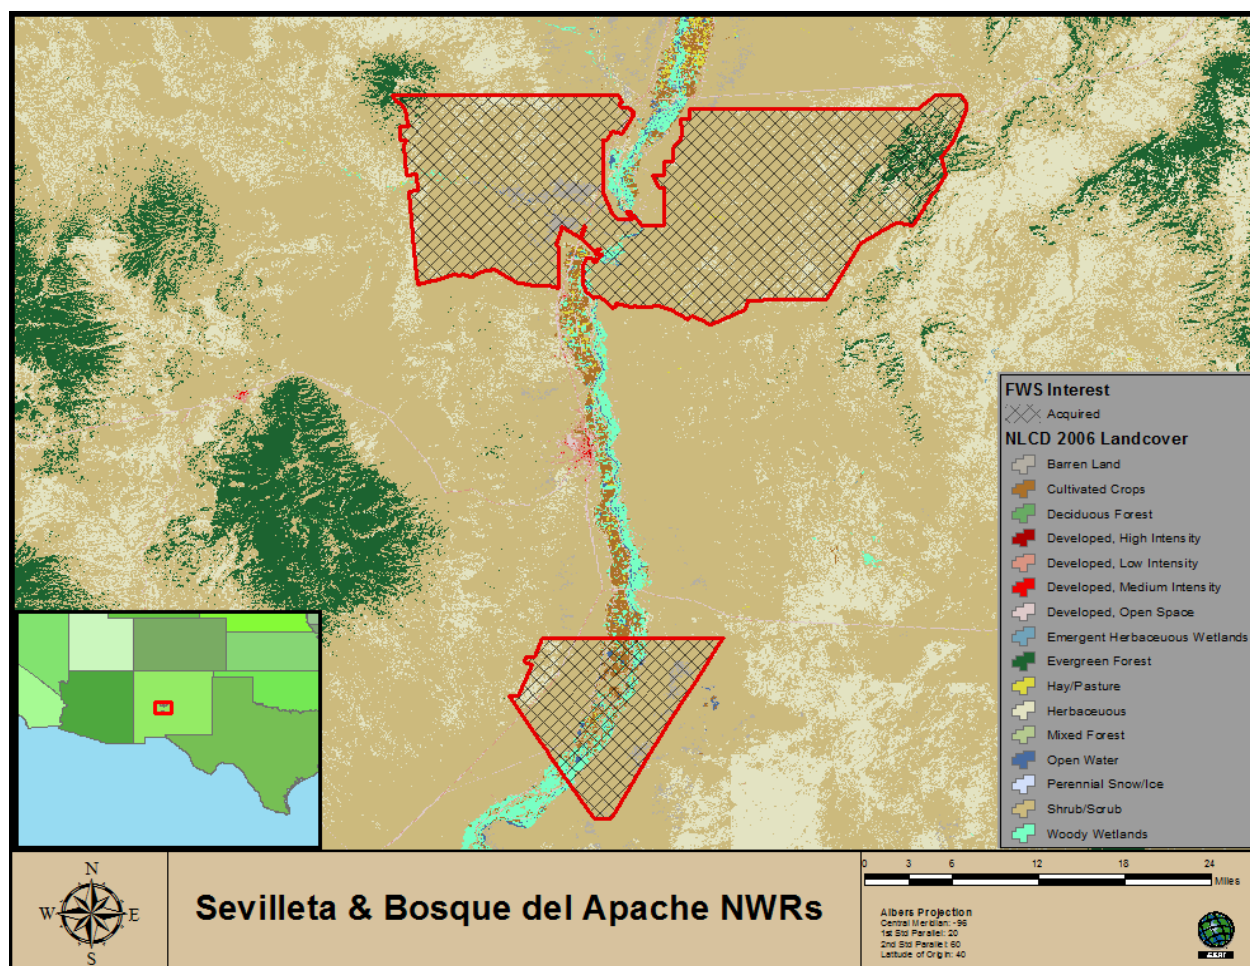 FWS Interest
Acquired
NLCD 2006 Landcover
Barren Land
Cultivated Crops
Deciduous Forest
Developed, High Intensity
Developed, Low Intensity
Developed, Medium Intensity
Developed, Open Space
Emergent Herbaceuous Wetlands
Evergreen Forest
Hay/Pasture
Herbaceuous
Mixed Forest
Open Water
Perennial Snow/Ice
Shrub/Scrub
Woody Wetlands
N
W E
S
Sevilleta & Bosque del Apache NWRs
0 3 6 12 18 24
Miles
Albers Projection
Central Meridian: -96
1st Std Parallel: 20
2nd Std Parallel: 60
Latitude of Origin: 40
esri